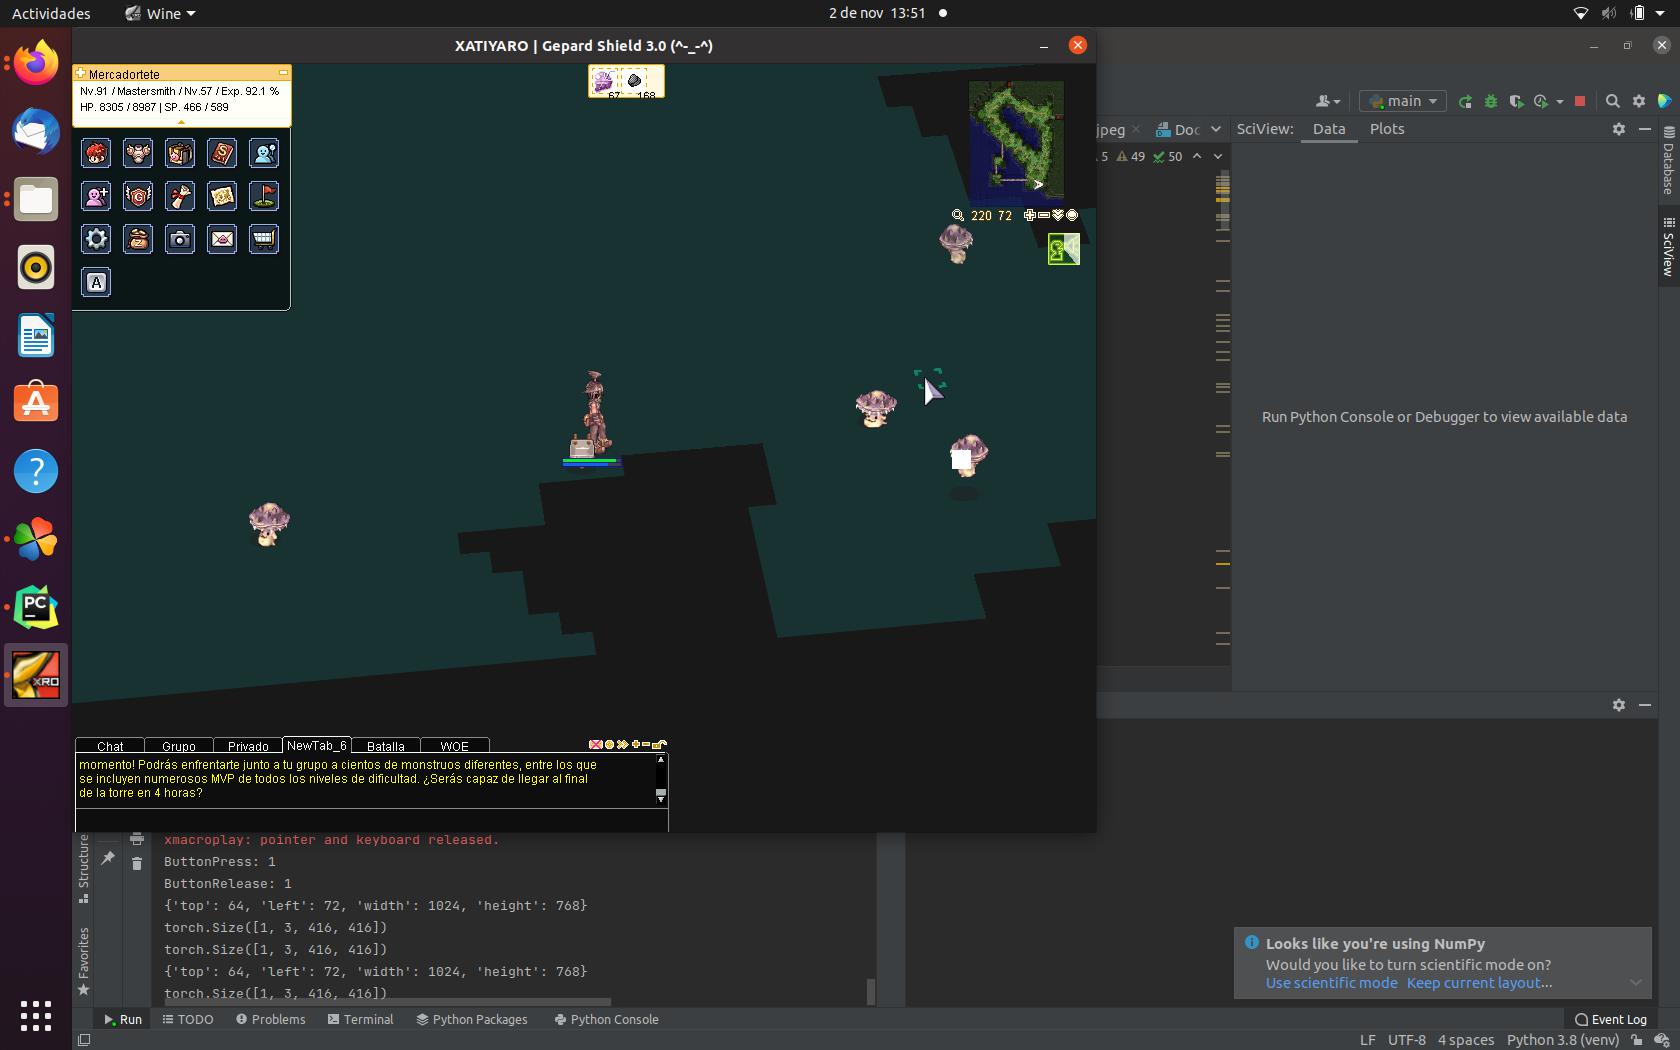 Actividades
Wine
2 de nov 13:51
XATIYARO | Gepard Shield 3.0 (^-_-^)
Mercadortete
Nv.91 / Mastersmith / Nv.57 / Exp. 92.1 %
HP. 8305 / 8987 | SP. 466 / 589
67 168
220 72
A
main
jpeg
Doc
SciView:
Data
Plots
5
49
50
Database
SciView
Run Python Console or Debugger to view available data
PC
XRO
Chat
Grupo
Privado
NewTab_6
Batalla
WOE
momento! Podrás enfrentarte junto a tu grupo a cientos de monstruos diferentes, entre los que
se incluyen numerosos MVP de todos los niveles de dificultad. ¿Serás capaz de llegar al final
de la torre en 4 horas?
Structure
Favorites
xmacroplay: pointer and keyboard released.
ButtonPress: 1
ButtonRelease: 1
{'top': 64, 'left': 72, 'width': 1024, 'height': 768}
torch.Size([1, 3, 416, 416])
torch.Size([1, 3, 416, 416])
{'top': 64, 'left': 72, 'width': 1024, 'height': 768}
torch.Size([1, 3, 416, 416])
Looks like you're using NumPy
Would you like to turn scientific mode on?
Use scientific mode Keep current layout...
Run
TODO
Problems
Terminal
Python Packages
Python Console
Event Log
LF UTF-8 4 spaces Python 3.8 (venv)